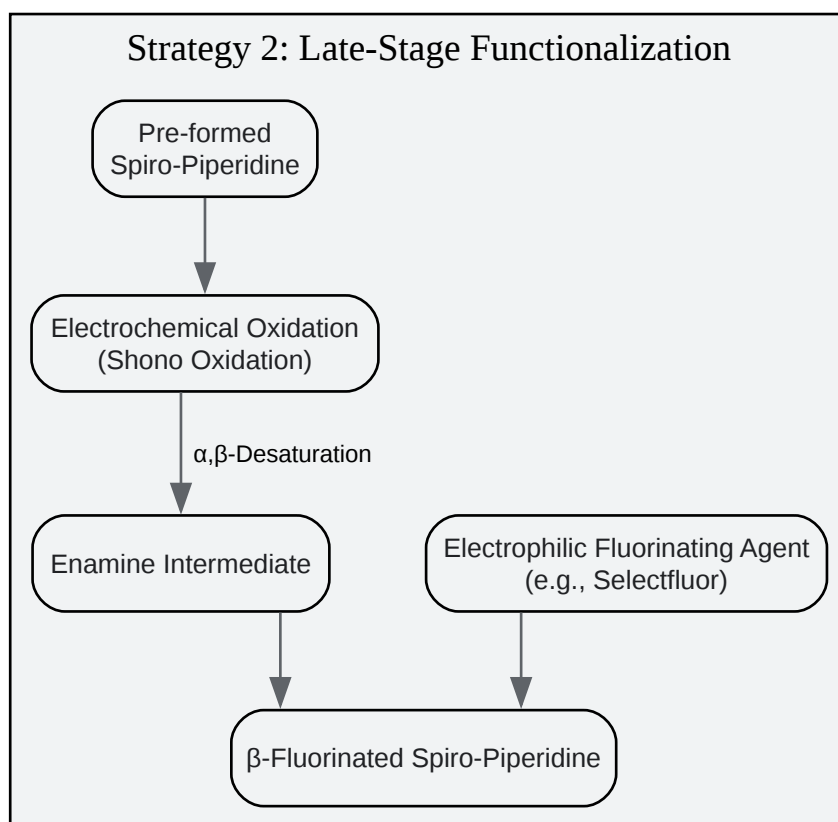 Strategy 2: Late-Stage Functionalization
Pre-formed
Spiro-Piperidine
Electrochemical Oxidation
(Shono Oxidation)
α,β-Desaturation
Enamine Intermediate
Electrophilic Fluorinating Agent
(e.g., Selectfluor)
β-Fluorinated Spiro-Piperidine